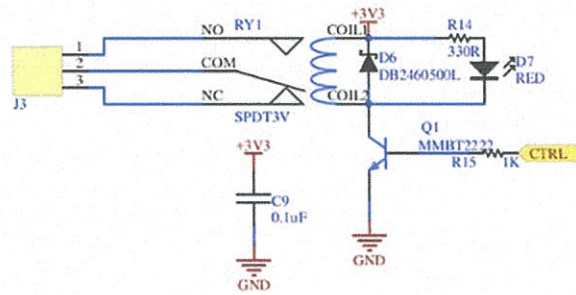 +3V3
NO RY1 COIL1 R14
1
2 COM D6 330R D7
3 DB2460500L RED
J3 NC COIL2
SPDT3V
Q1
+3V3 MMBT2222 CTRL
R15 1K
C9
0.1uF
GND
GND